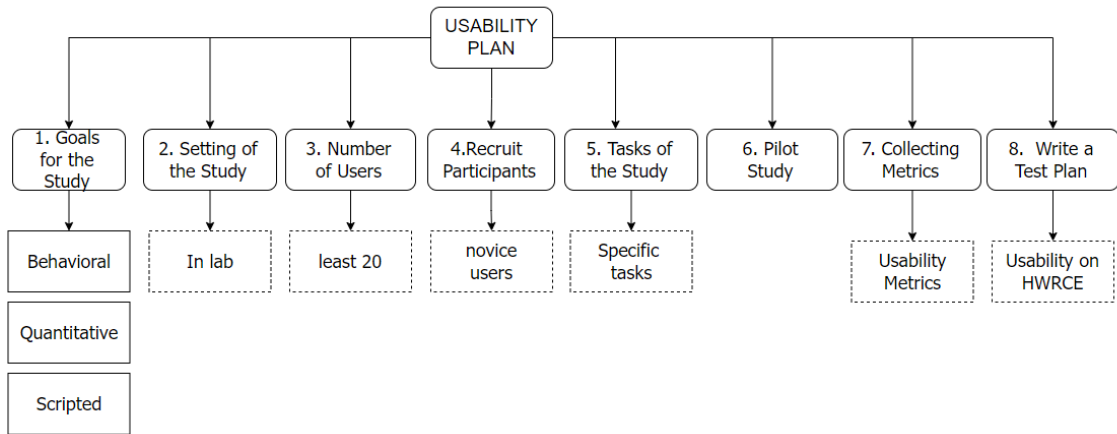 USABILITY
PLAN
1. Goals
for the
Study
2. Setting of
the Study
3. Number
of Users
4.Recruit
Participants
5. Tasks of
the Study
6. Pilot
Study
7. Collecting
Metrics
8. Write a
Test Plan
Behavioral
In lab
least 20
novice
users
Specific
tasks
Usability
Metrics
Usability on
HWRCE
Quantitative
Scripted